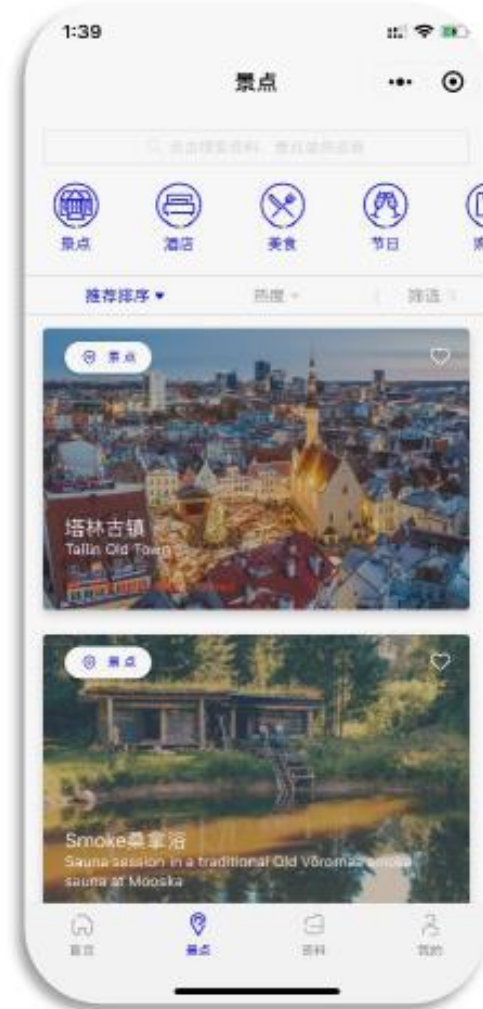 1:39
景点
景点
酒店
美食
节日
推荐排序
热度
筛选
景点
塔林古镇
Tallin Old Town
景点
Smoke桑拿浴
Sauna session in a traditional Old Võromaa smoke
sauna at Mooska
首页
景点
资料
我的